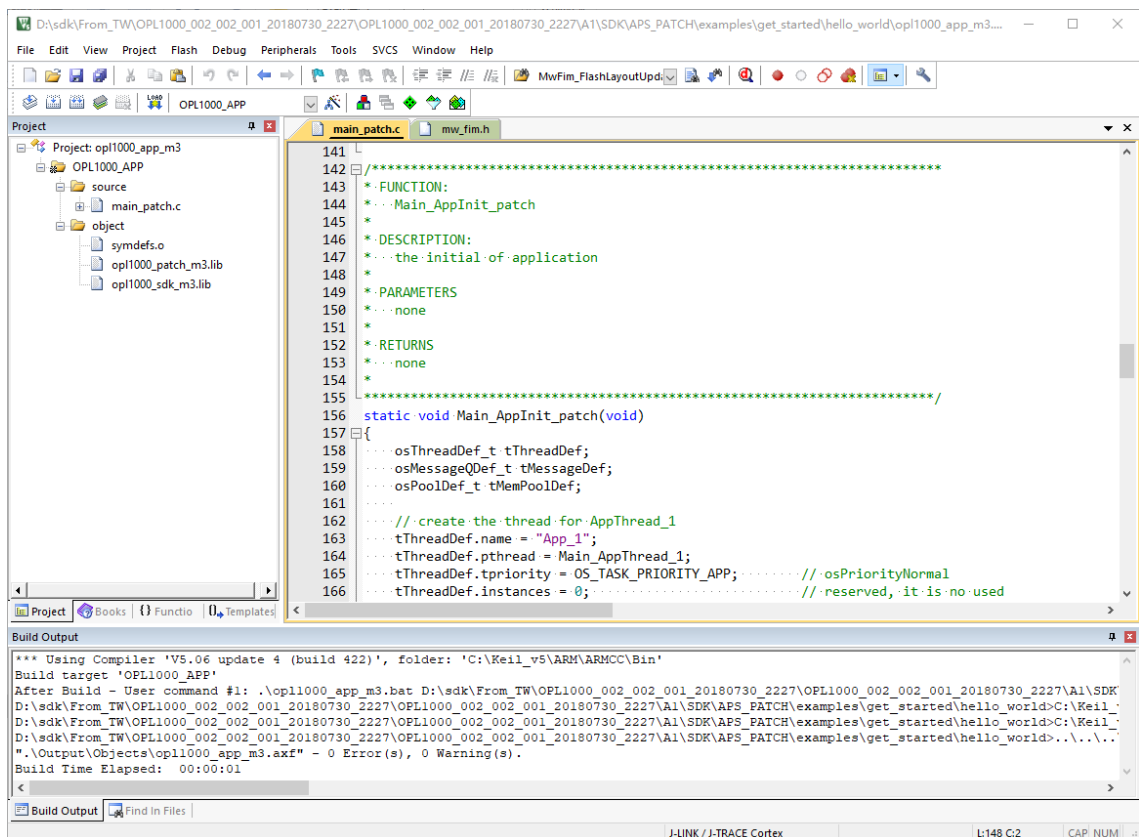 D:\sdk\From_TW\OPL1000_002_002_001_20180730_2227\OPL1000_002_002_001_20180730_2227\A1\SDK\APS_PATCH\examples\get_started\hello_world\opl1000_app_m3....
File Edit View Project Flash Debug Peripherals Tools SVCS Window Help
MwFim_FlashLayoutUpd
LOAD OPL1000_APP
Project
main_patch.c mw_fim.h
Project: opl1000_app_m3
OPL1000_APP
source
main_patch.c
object
symdefs.o
opl1000_patch_m3.lib
opl1000_sdk_m3.lib
141
142 /*************************************************************************
143 * FUNCTION:
144 *   Main_AppInit_patch
145 *
146 * DESCRIPTION:
147 *   the initial of application
148 *
149 * PARAMETERS
150 *   none
151 *
152 * RETURNS
153 *   none
154 *
155 *************************************************************************/
156 static void Main_AppInit_patch(void)
157 {
158     osThreadDef_t tThreadDef;
159     osMessageQDef_t tMessageDef;
160     osPoolDef_t tMemPoolDef;
161
162     // create the thread for AppThread_1
163     tThreadDef.name = "App_1";
164     tThreadDef.pthread = Main_AppThread_1;
165     tThreadDef.tpriority = OS_TASK_PRIORITY_APP;        // osPriorityNormal
166     tThreadDef.instances = 0;                           // reserved, it is no used
Project Books {} Functio 0 Templates
Build Output
*** Using Compiler 'V5.06 update 4 (build 422)', folder: 'C:\Keil_v5\ARM\ARMCC\Bin'
Build target 'OPL1000_APP'
After Build - User command #1: .\opl1000_app_m3.bat D:\sdk\From_TW\OPL1000_002_002_001_20180730_2227\OPL1000_002_002_001_20180730_2227\A1\SDK
D:\sdk\From_TW\OPL1000_002_002_001_20180730_2227\OPL1000_002_002_001_20180730_2227\A1\SDK\APS_PATCH\examples\get_started\hello_world>C:\Keil_
D:\sdk\From_TW\OPL1000_002_002_001_20180730_2227\OPL1000_002_002_001_20180730_2227\A1\SDK\APS_PATCH\examples\get_started\hello_world>C:\Keil_
D:\sdk\From_TW\OPL1000_002_002_001_20180730_2227\OPL1000_002_002_001_20180730_2227\A1\SDK\APS_PATCH\examples\get_started\hello_world>..\..\..
".\Output\Objects\opl1000_app_m3.axf" - 0 Error(s), 0 Warning(s).
Build Time Elapsed:  00:00:01
Build Output Find In Files
J-LINK / J-TRACE Cortex L:148 C:2 CAP NUM